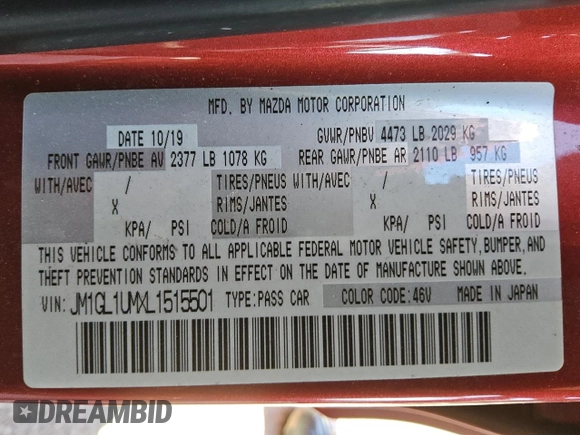 MFD. BY MAZDA MOTOR CORPORATION
DATE 10/19 GVWR/PNBV 4473 LB 2029 KG
FRONT GAWR/PNBE AV 2377 LB 1078 KG REAR GAWR/PNBE AR 2110 LB 957 KG
WITH/AVEC / TIRES/PNEUS WITH/AVEC / TIRES/PNEUS
X RIMS/JANTES X RIMS/JANTES
KPA/ PSI COLD/A FROID KPA/ PSI COLD/A FROID
THIS VEHICLE CONFORMS TO ALL APPLICABLE FEDERAL MOTOR VEHICLE SAFETY, BUMPER, AND
THEFT PREVENTION STANDARDS IN EFFECT ON THE DATE OF MANUFACTURE SHOWN ABOVE.
VIN: JM1GL1UMXL1515501 TYPE:PASS CAR COLOR CODE:46V MADE IN JAPAN
DREAMBID